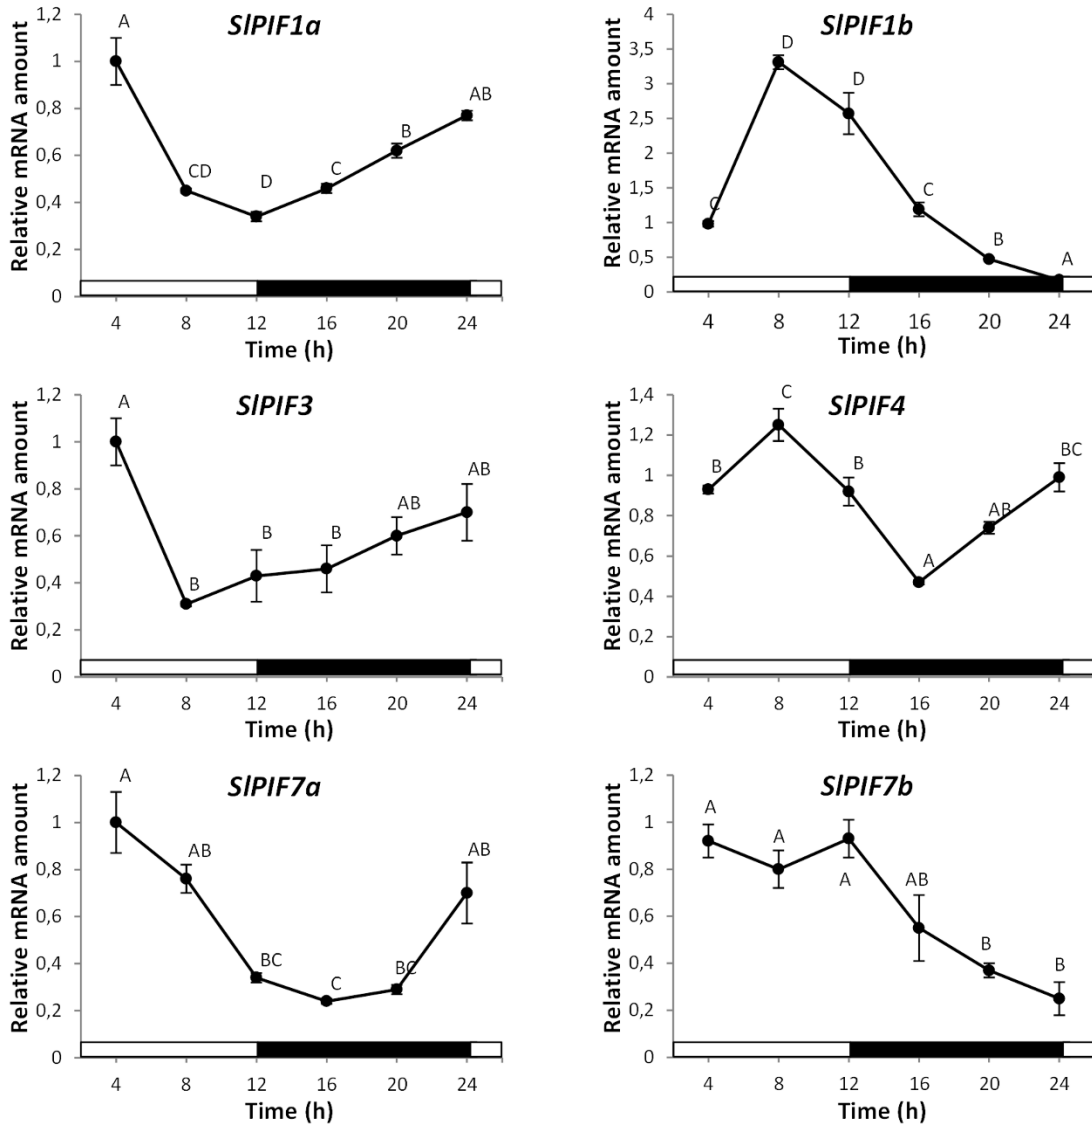 SlPIF1a
Relative mRNA amount
1,2
1
0,8
0,6
0,4
0,2
0
A
CD
D
C
B
AB
4 8 12 16 20 24
Time (h)
SlPIF1b
Relative mRNA amount
4
3,5
3
2,5
2
1,5
1
0,5
0
C
D
D
C
B
A
4 8 12 16 20 24
Time (h)
SlPIF3
Relative mRNA amount
1,2
1
0,8
0,6
0,4
0,2
0
A
B
B
B
AB
AB
4 8 12 16 20 24
Time (h)
SlPIF4
Relative mRNA amount
1,4
1,2
1
0,8
0,6
0,4
0,2
0
B
C
B
A
AB
BC
4 8 12 16 20 24
Time (h)
SlPIF7a
Relative mRNA amount
1,2
1
0,8
0,6
0,4
0,2
0
A
AB
BC
C
BC
AB
4 8 12 16 20 24
Time (h)
SlPIF7b
Relative mRNA amount
1,2
1
0,8
0,6
0,4
0,2
0
A
A
A
AB
B
B
4 8 12 16 20 24
Time (h)